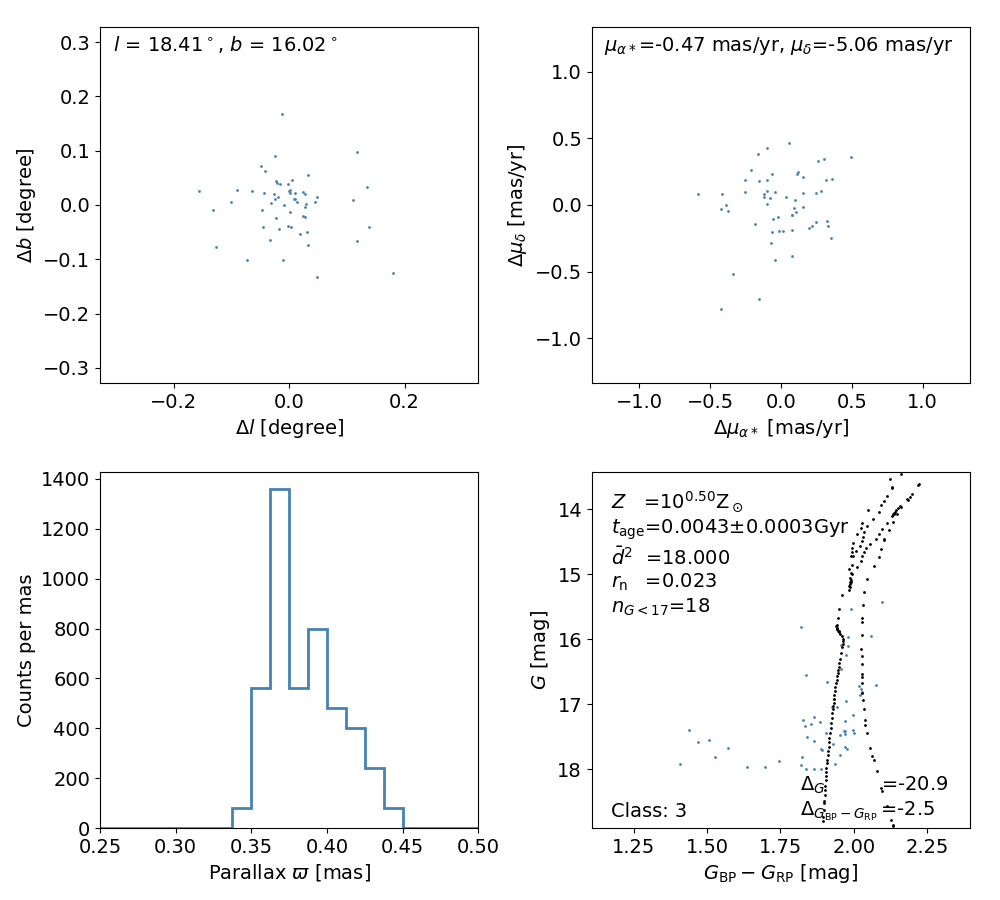 l = 18.41°, b = 16.02°
0.3
0.2
0.1
0.0
−0.1
−0.2
−0.3
−0.2
0.0
0.2
Δb [degree]
Δl [degree]
μα*=-0.47 mas/yr, μδ=-5.06 mas/yr
1.0
0.5
0.0
−0.5
−1.0
−1.0
−0.5
0.0
0.5
1.0
Δμδ [mas/yr]
Δμα* [mas/yr]
1400
1200
1000
800
600
400
200
0
0.25
0.30
0.35
0.40
0.45
0.50
Counts per mas
Parallax ϖ [mas]
Z =10^0.50 Z⊙
t_age=0.0043±0.0003Gyr
d̄² =18.000
r_n =0.023
n_G<17=18
Δ_G =-20.9
Δ_GBP−GRP=-2.5
Class: 3
14
15
16
17
18
1.25
1.50
1.75
2.00
2.25
G [mag]
G_BP − G_RP [mag]